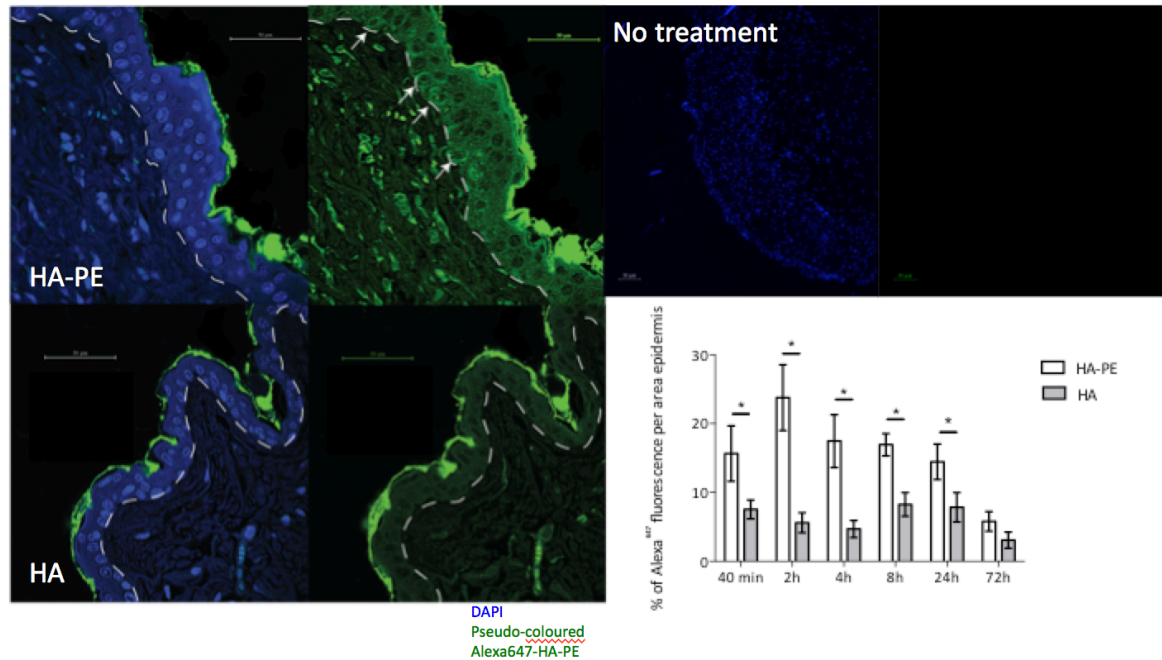 HA-PE
No treatment
HA
DAPI
Pseudo-coloured
Alexa647-HA-PE
% of Alexa⁶⁴⁷ fluorescence per area epidermis
30
20
10
0
* * * * *
40 min 2h 4h 8h 24h 72h
HA-PE
HA